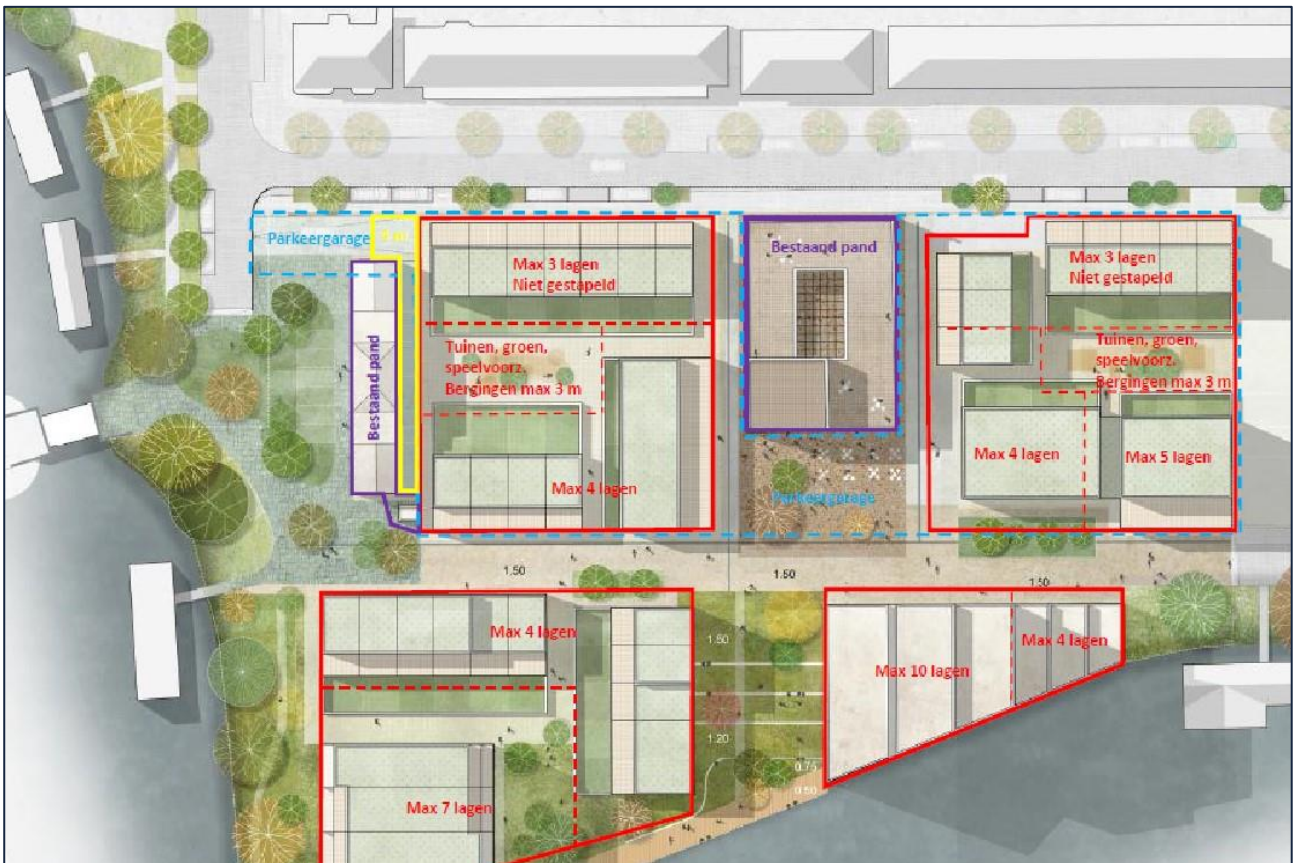 Parkeergarage
Bestaand pand
Max 3 lagen
Niet gestapeld
Max 3 lagen
Niet gestapeld
Bestaand pand
Tuinen, groen,
speelvoorz.
Bergingen max 3 m
Tuinen, groen,
speelvoorz.
Bergingen max 3 m
Max 4 lagen
Max 4 lagen
Max 5 lagen
Parkeergarage
1.50
1.50
1.50
Max 4 lagen
1.50
Max 10 lagen
Max 4 lagen
1.20
0.75
0.50
Max 7 lagen